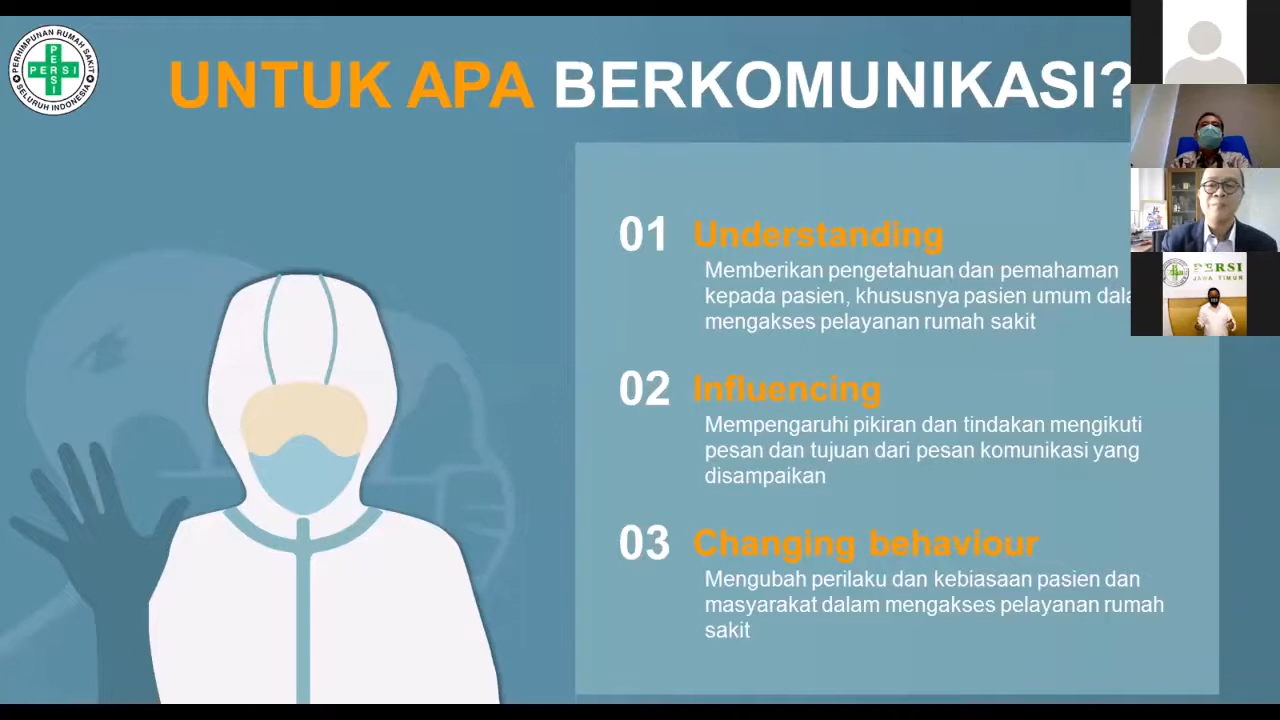 PERHIMPUNAN RUMAH SAKIT
PERSI
PERSI
SELURUH INDONESIA
UNTUK APA BERKOMUNIKASI?
01 Understanding
Memberikan pengetahuan dan pemahaman
kepada pasien, khususnya pasien umum dala
mengakses pelayanan rumah sakit
02 Influencing
Mempengaruhi pikiran dan tindakan mengikuti
pesan dan tujuan dari pesan komunikasi yang
disampaikan
03 Changing behaviour
Mengubah perilaku dan kebiasaan pasien dan
masyarakat dalam mengakses pelayanan rumah
sakit
PERSI
JAWA TIMUR